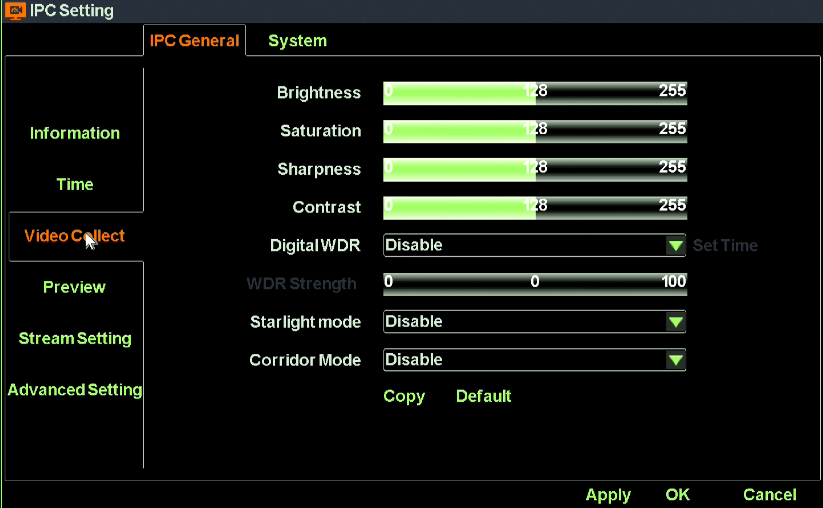 IPC Setting
IPC General System
Brightness 0 128 255
Information
Saturation 0 128 255
Sharpness 0 128 255
Time
Contrast 0 128 255
Video Collect
Digital WDR Disable Set Time
WDR Strength 0 0 100
Preview
Starlight mode Disable
Stream Setting
Corridor Mode Disable
Advanced Setting
Copy Default
Apply OK Cancel